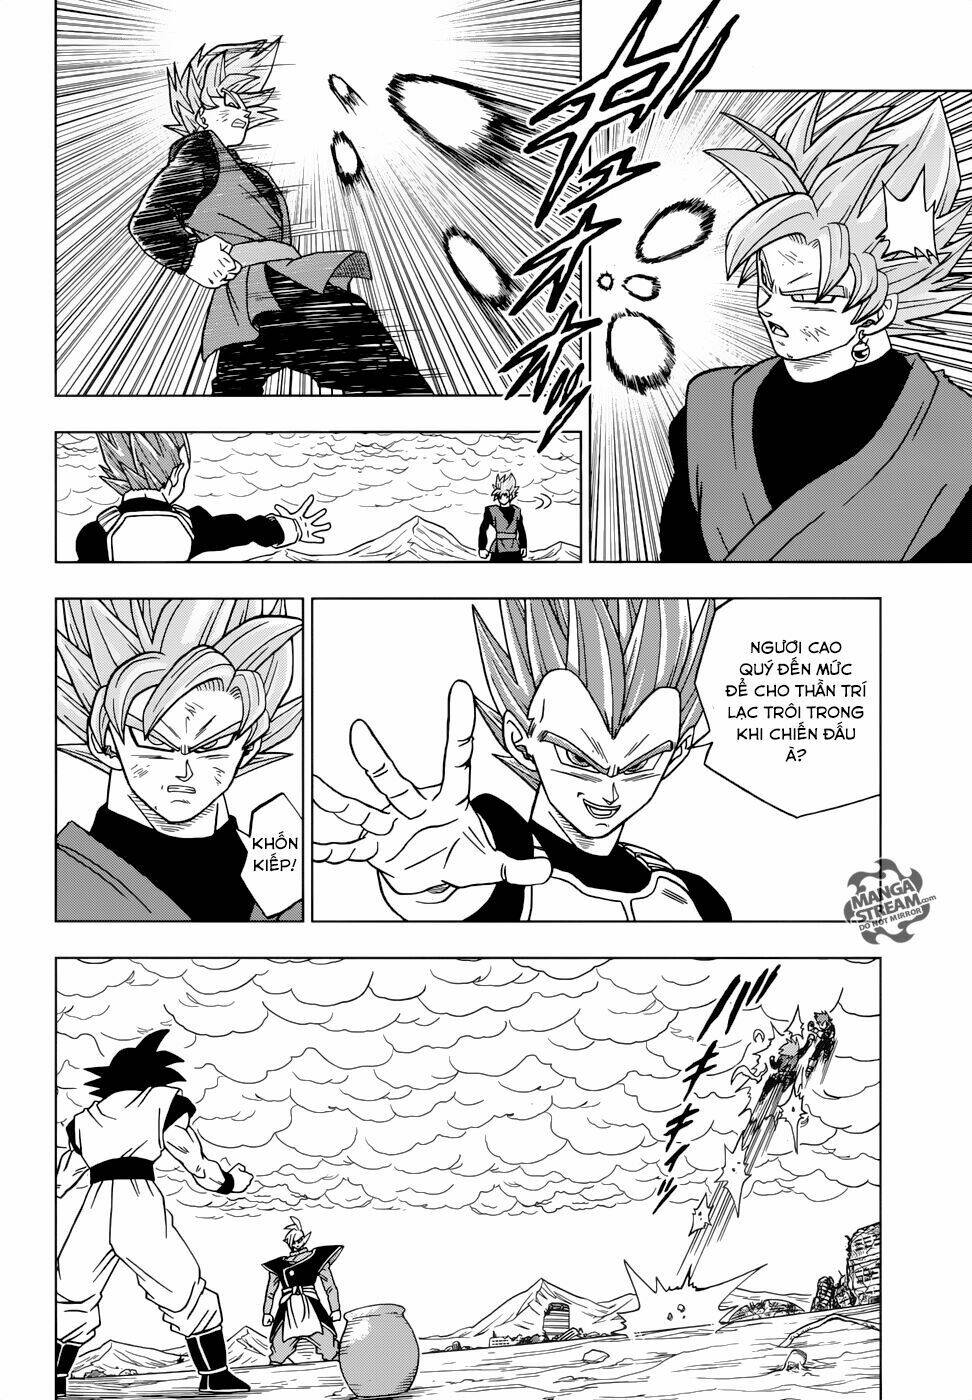 NGƯƠI CAO
QUÝ ĐẾN MỨC
ĐỂ CHO THẦN TRÍ
LẠC TRÔI TRONG
KHI CHIẾN ĐẤU
À?
KHỐN
KIẾP!
MANGA
STREAM.com
DO NOT MIRROR